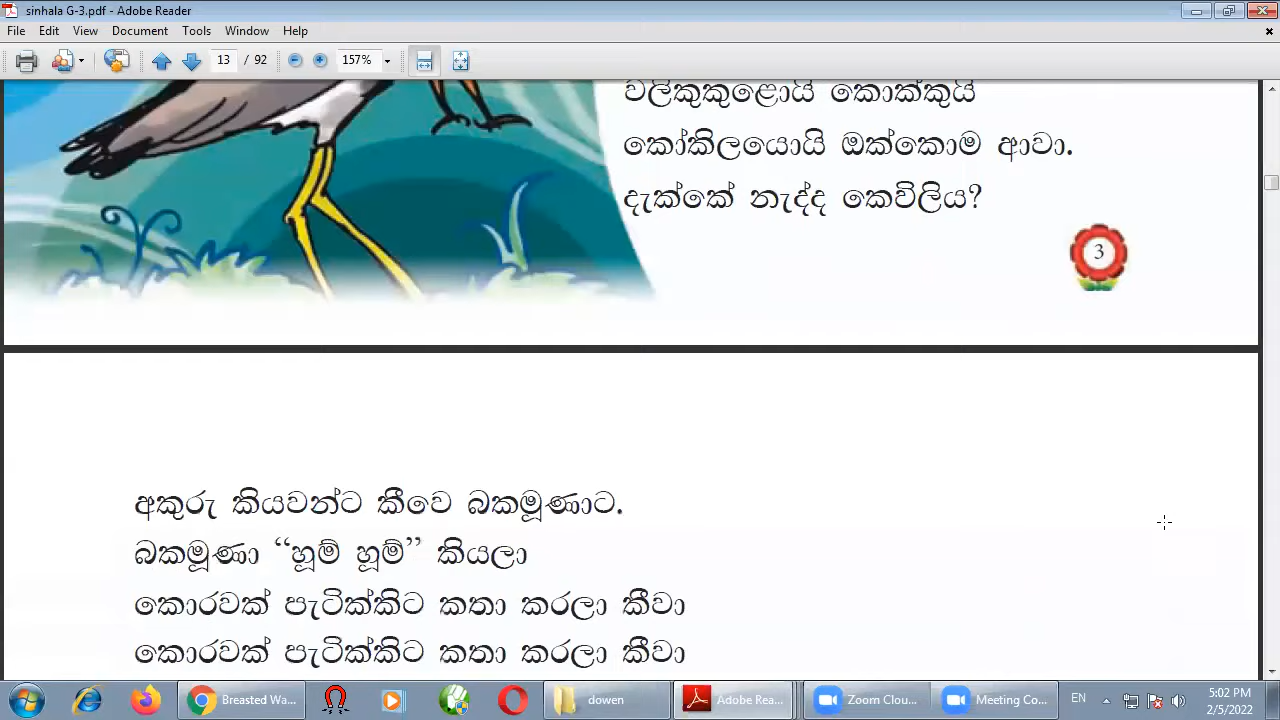 sinhala G-3.pdf - Adobe Reader
File Edit View Document Tools Window Help
13 / 92 157%
වලිකුකුළොයි කොක්කුයි
කෝකිලයොයි ඔක්කොම ආවා.
දැක්කේ නැද්ද කෙවිලිය?
3
අකුරු කියවන්ට කීවෙ බකමූණාට.
බකමූණා “හූම් හූම්” කියලා
කොරවක් පැටික්කිට කතා කරලා කීවා
කොරවක් පැටික්කිට කතා කරලා කීවා
Breasted Wa... dowen Adobe Rea... Zoom Clou... Meeting Co... EN 5:02 PM
2/5/2022